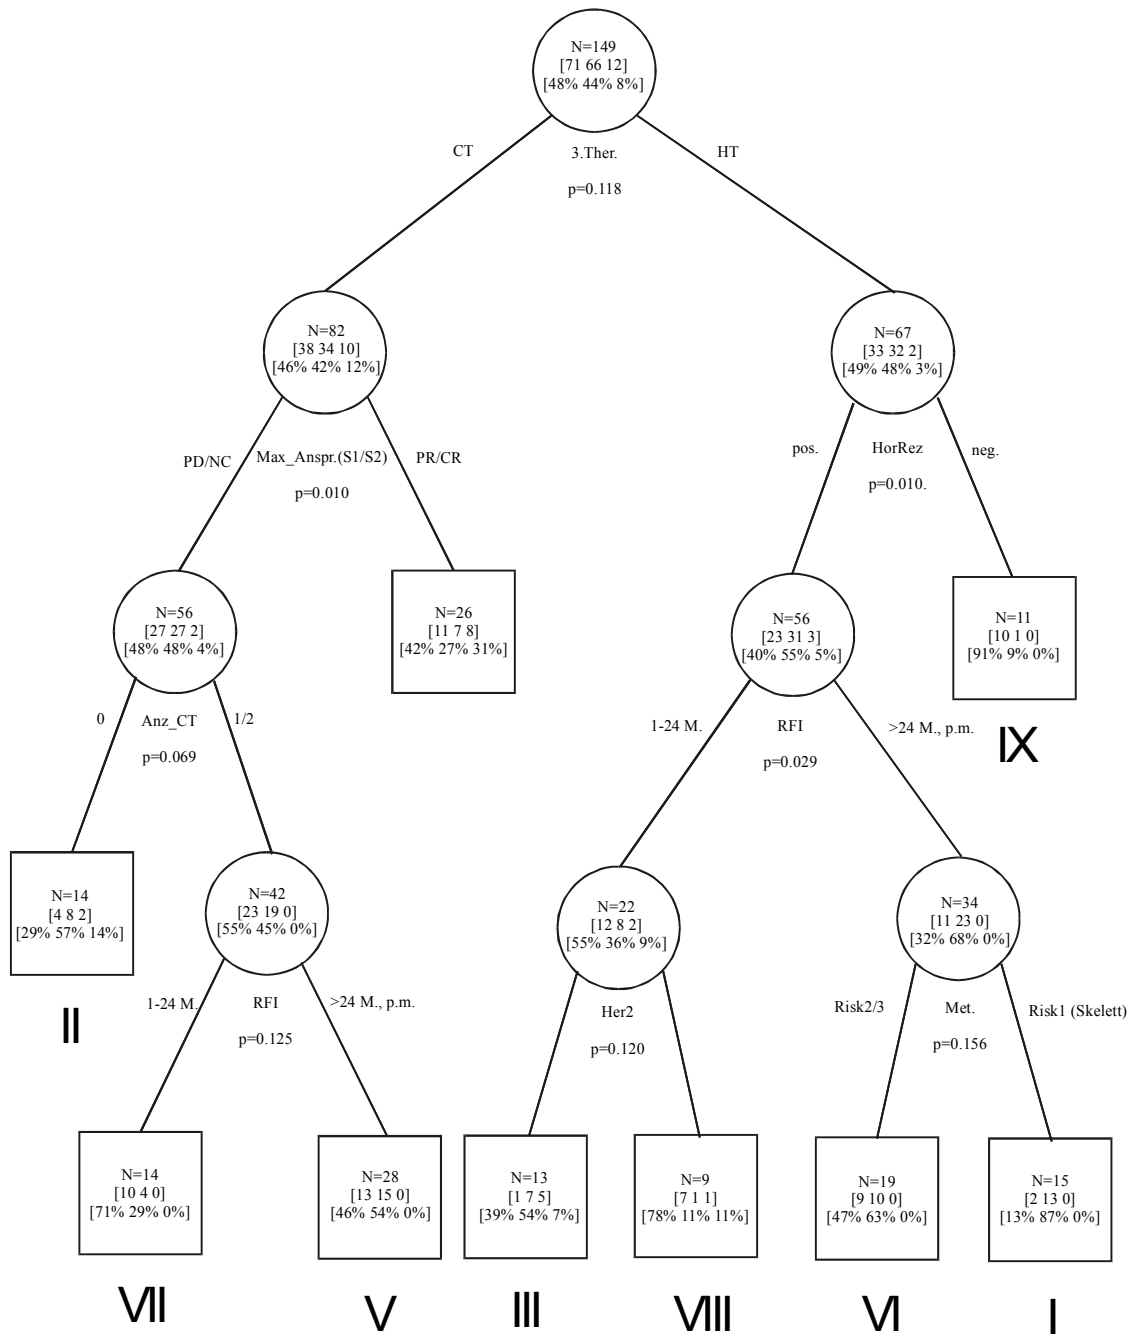 N=149
[71 66 12]
[48% 44% 8%]
CT
3.Ther.
HT
p=0.118
N=82
[38 34 10]
[46% 42% 12%]
N=67
[33 32 2]
[49% 48% 3%]
PD/NC
Max_Anspr.(S1/S2)
PR/CR
p=0.010
pos.
HorRez
neg.
p=0.010.
N=56
[27 27 2]
[48% 48% 4%]
N=26
[11 7 8]
[42% 27% 31%]
N=56
[23 31 3]
[40% 55% 5%]
N=11
[10 1 0]
[91% 9% 0%]
IX
0
Anz_CT
1/2
p=0.069
1-24 M.
RFI
>24 M., p.m.
p=0.029
N=14
[4 8 2]
[29% 57% 14%]
II
N=42
[23 19 0]
[55% 45% 0%]
N=22
[12 8 2]
[55% 36% 9%]
N=34
[11 23 0]
[32% 68% 0%]
1-24 M.
RFI
>24 M., p.m.
p=0.125
Her2
p=0.120
Risk2/3
Met.
Risk1 (Skelett)
p=0.156
N=14
[10 4 0]
[71% 29% 0%]
N=28
[13 15 0]
[46% 54% 0%]
N=13
[1 7 5]
[39% 54% 7%]
N=9
[7 1 1]
[78% 11% 11%]
N=19
[9 10 0]
[47% 63% 0%]
N=15
[2 13 0]
[13% 87% 0%]
VII
V
III
VIII
VI
I